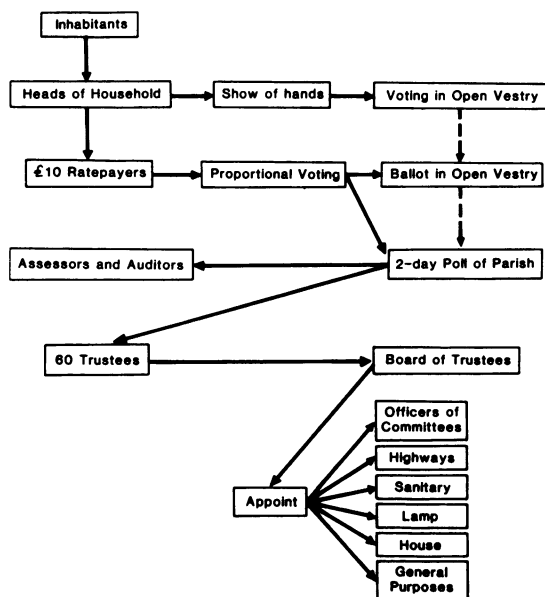 Inhabitants
Heads of Household
Show of hands
Voting in Open Vestry
£10 Ratepayers
Proportional Voting
Ballot in Open Vestry
Assessors and Auditors
2-day Poll of Parish
60 Trustees
Board of Trustees
Officers of
Committees
Highways
Sanitary
Appoint
Lamp
House
General
Purposes